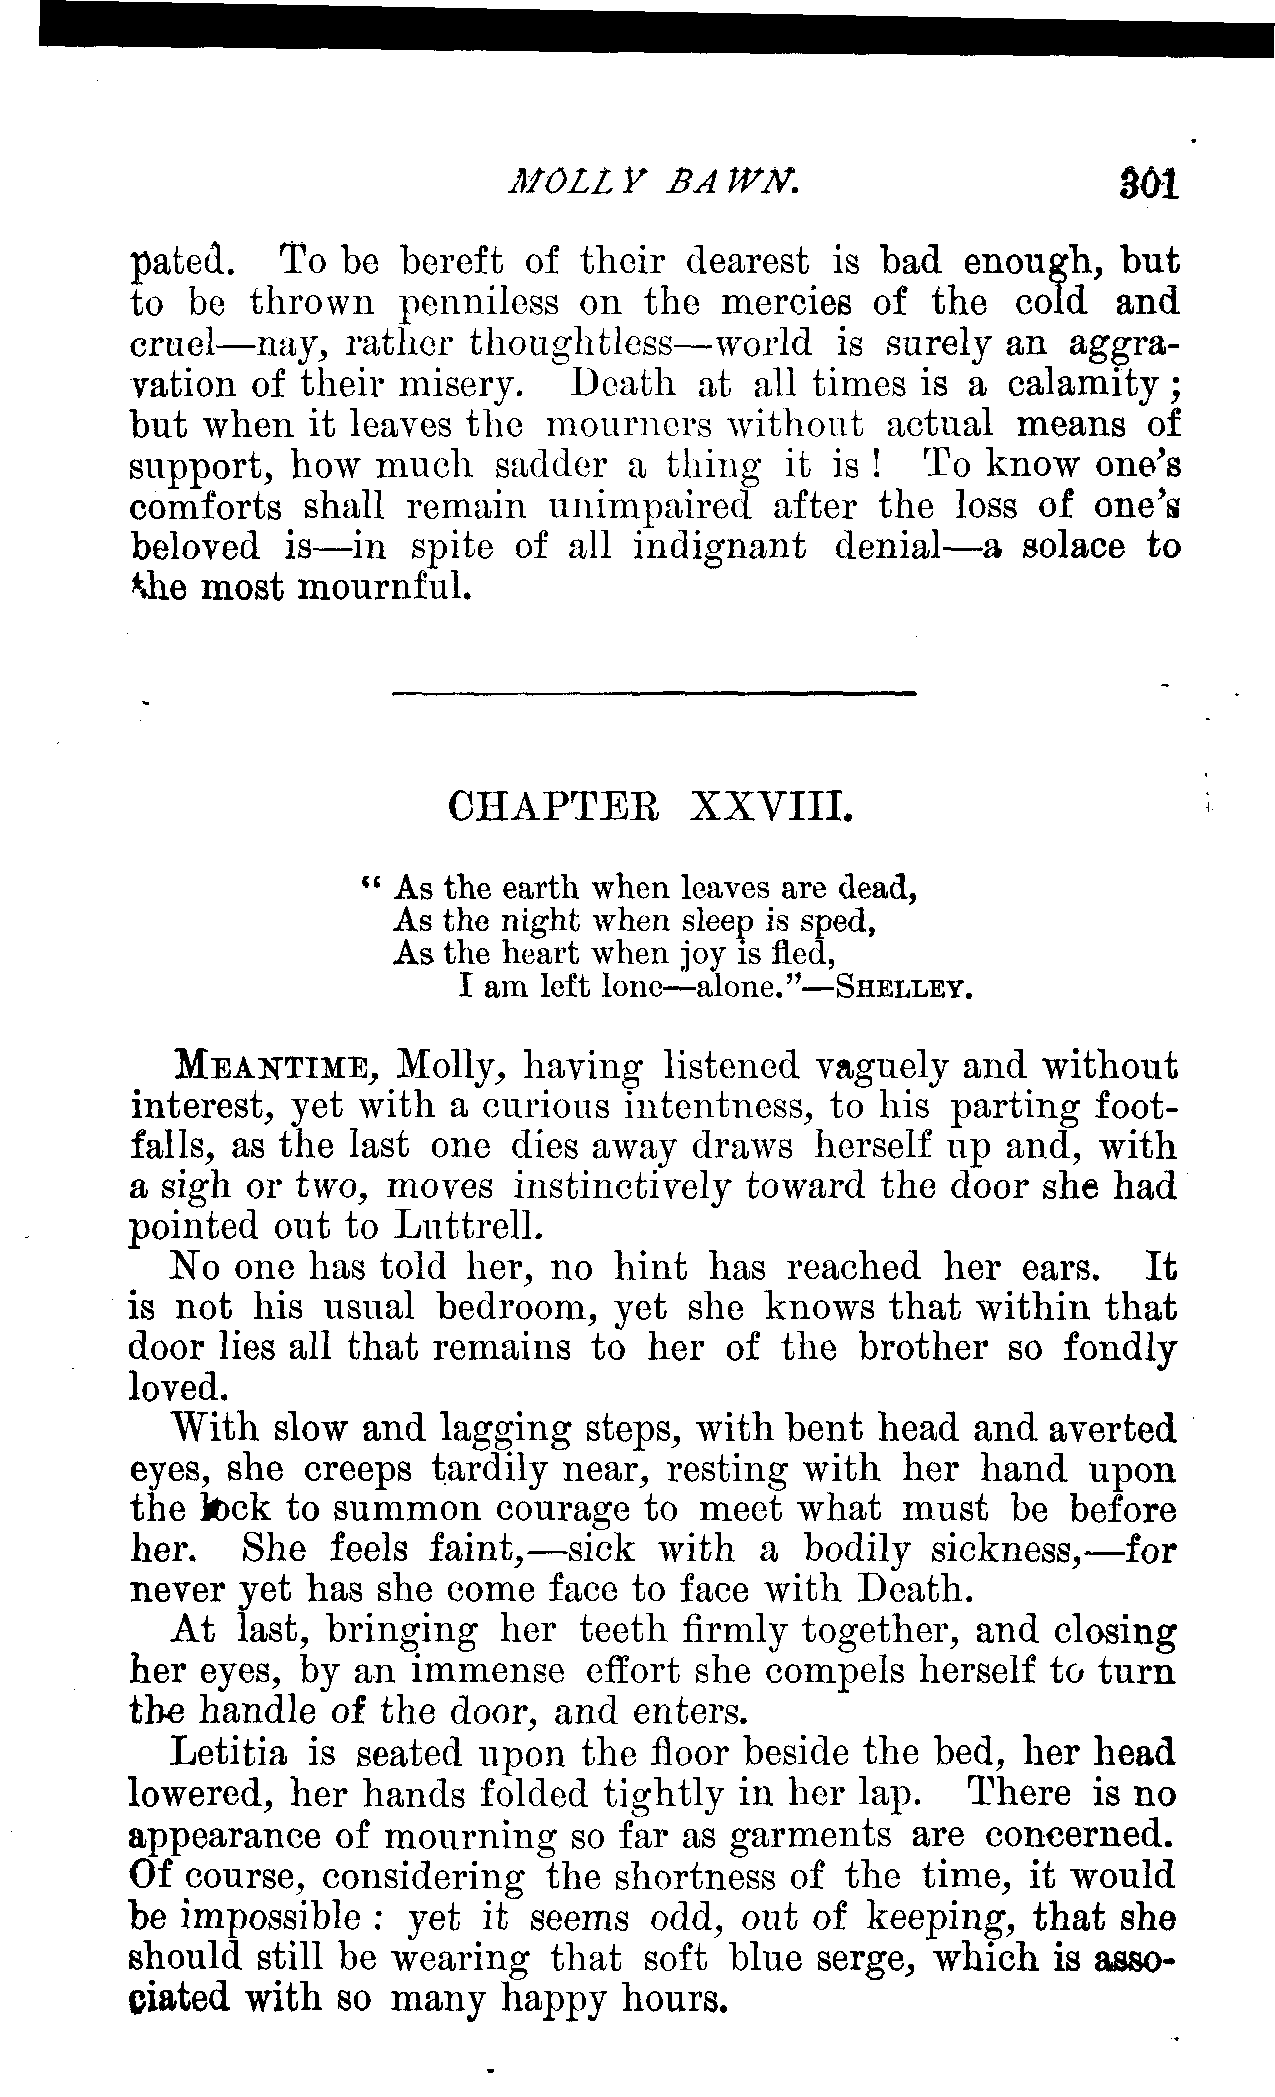 MOLLY BAWN. 301
pated. To be bereft of their dearest is bad enough, but
to be thrown penniless on the mercies of the cold and
cruel—nay, rather thoughtless—world is surely an aggra-
vation of their misery. Death at all times is a calamity;
but when it leaves the mourners without actual means of
support, how much sadder a thing it is! To know one's
comforts shall remain unimpaired after the loss of one's
beloved is—in spite of all indignant denial—a solace to
the most mournful.
CHAPTER XXVIII.
"As the earth when leaves are dead,
As the night when sleep is sped,
As the heart when joy is fled,
I am left lone—alone."—SHELLEY.
MEANTIME, Molly, having listened vaguely and without
interest, yet with a curious intentness, to his parting foot-
falls, as the last one dies away draws herself up and, with
a sigh or two, moves instinctively toward the door she had
pointed out to Luttrell.
No one has told her, no hint has reached her ears. It
is not his usual bedroom, yet she knows that within that
door lies all that remains to her of the brother so fondly
loved.
With slow and lagging steps, with bent head and averted
eyes, she creeps tardily near, resting with her hand upon
the lock to summon courage to meet what must be before
her. She feels faint,—sick with a bodily sickness,—for
never yet has she come face to face with Death.
At last, bringing her teeth firmly together, and closing
her eyes, by an immense effort she compels herself to turn
the handle of the door, and enters.
Letitia is seated upon the floor beside the bed, her head
lowered, her hands folded tightly in her lap. There is no
appearance of mourning so far as garments are concerned.
Of course, considering the shortness of the time, it would
be impossible: yet it seems odd, out of keeping, that she
should still be wearing that soft blue serge, which is asso-
ciated with so many happy hours.